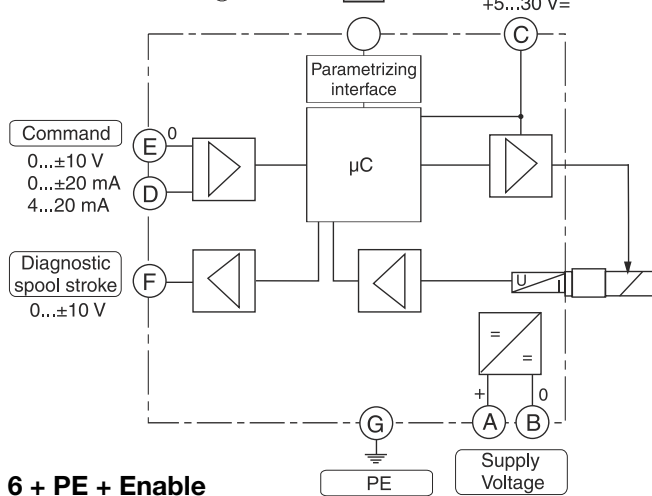 +5...30 V=
C
Parametrizing
interface
Command
E
0
0...±10 V
0...±20 mA
4...20 mA
D
µC
Diagnostic
spool stroke
F
0...±10 V
U
I
=
=
+
0
G
A
B
PE
Supply
Voltage
6 + PE + Enable